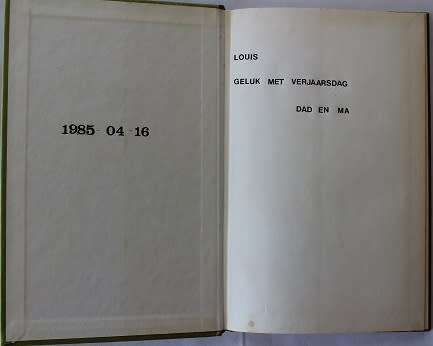 1985-04-16
LOUIS
GELUK MET VERJAARSDAG
DAD EN MA